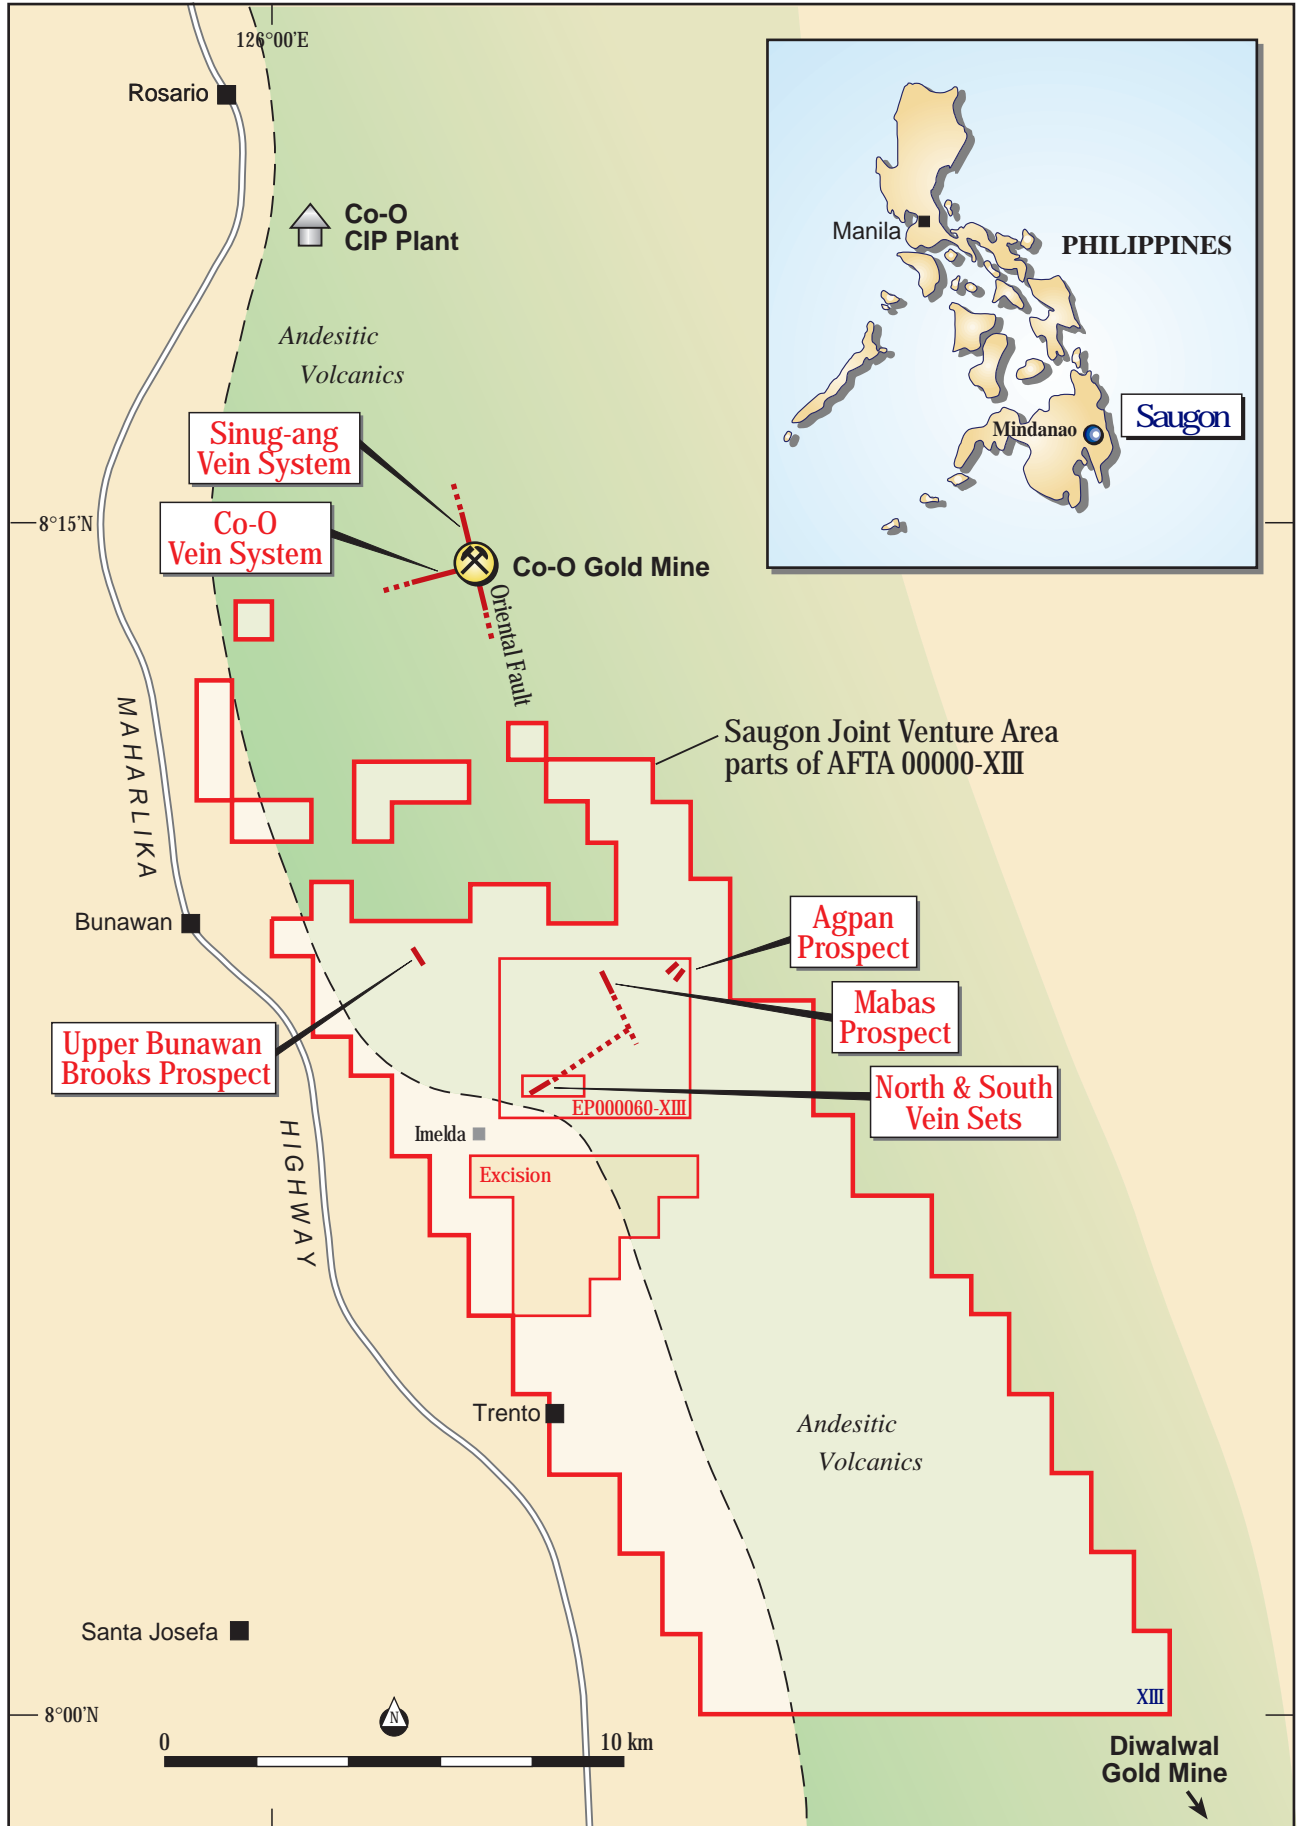 126°00'E
Rosario
Co-O
CIP Plant
Manila
PHILIPPINES
Mindanao
Saugon
Andesitic
Volcanics
Sinug-ang
Vein System
8°15'N
Co-O
Vein System
Co-O Gold Mine
Oriental Fault
MAHARLIKA
Saugon Joint Venture Area
parts of AFTA 00000-XIII
Bunawan
Agpan
Prospect
Mabas
Prospect
Upper Bunawan
Brooks Prospect
North & South
Vein Sets
EP000060-XIII
Imelda
HIGHWAY
Excision
Trento
Andesitic
Volcanics
Santa Josefa
XIII
8°00'N
N
0
10 km
Diwalwal
Gold Mine